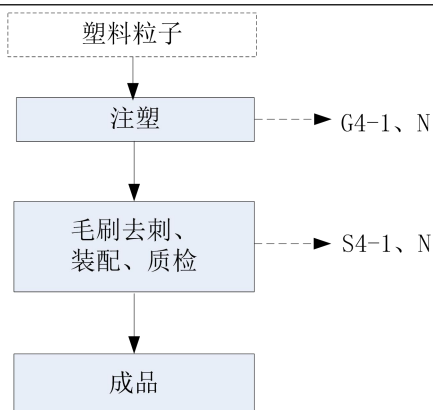 塑料粒子
注塑
G4-1、N
毛刷去刺、
装配、质检
S4-1、N
成品